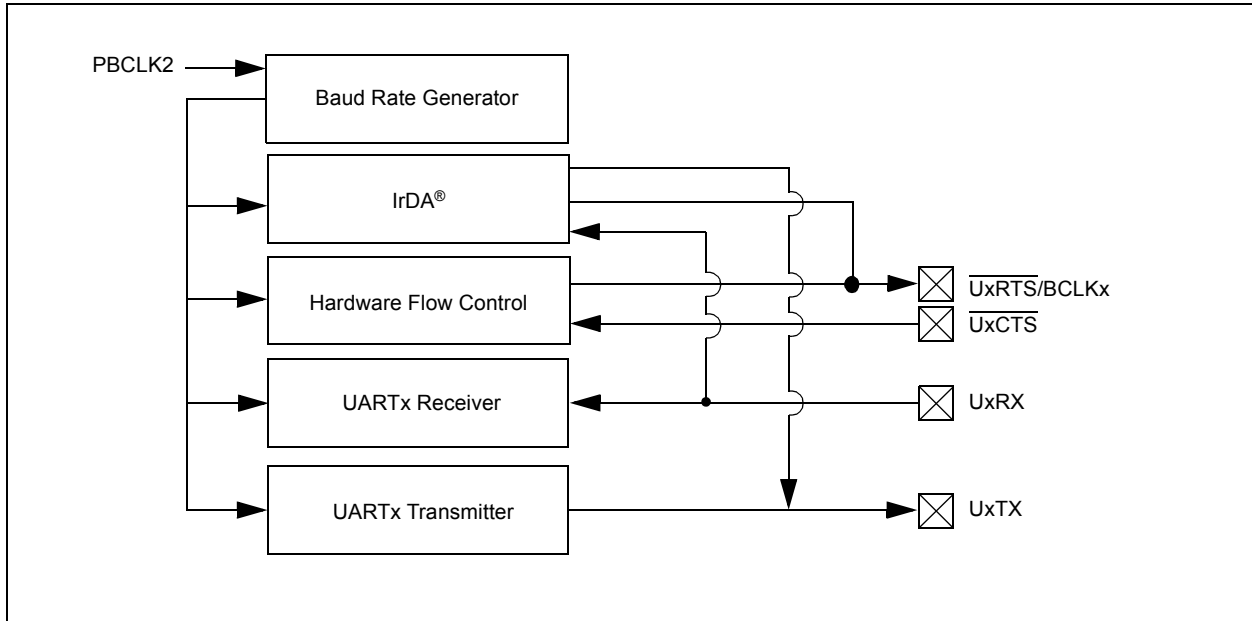 PBCLK2
Baud Rate Generator
IrDA®
Hardware Flow Control
UxRTS/BCLKx
UxCTS
UARTx Receiver
UxRX
UARTx Transmitter
UxTX